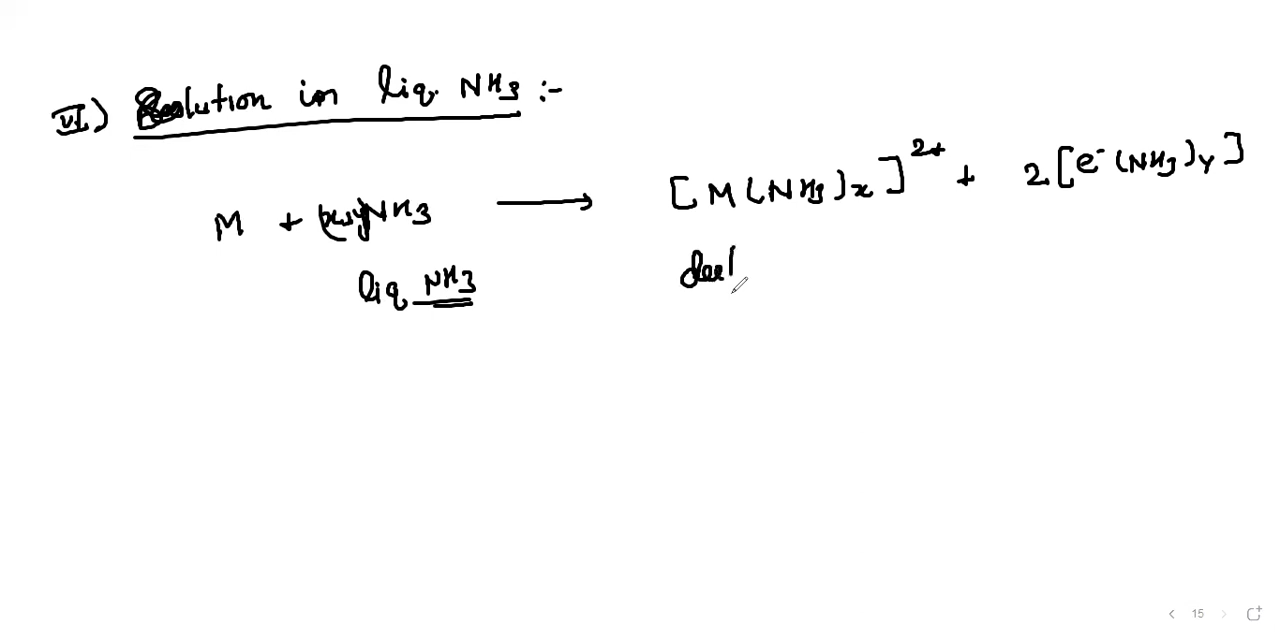 VI) Solution in liq. NH3 :-
M + (x+y)NH3 ⟶ [M(NH3)x]2+ + 2[e-(NH3)y]
liq NH3
15